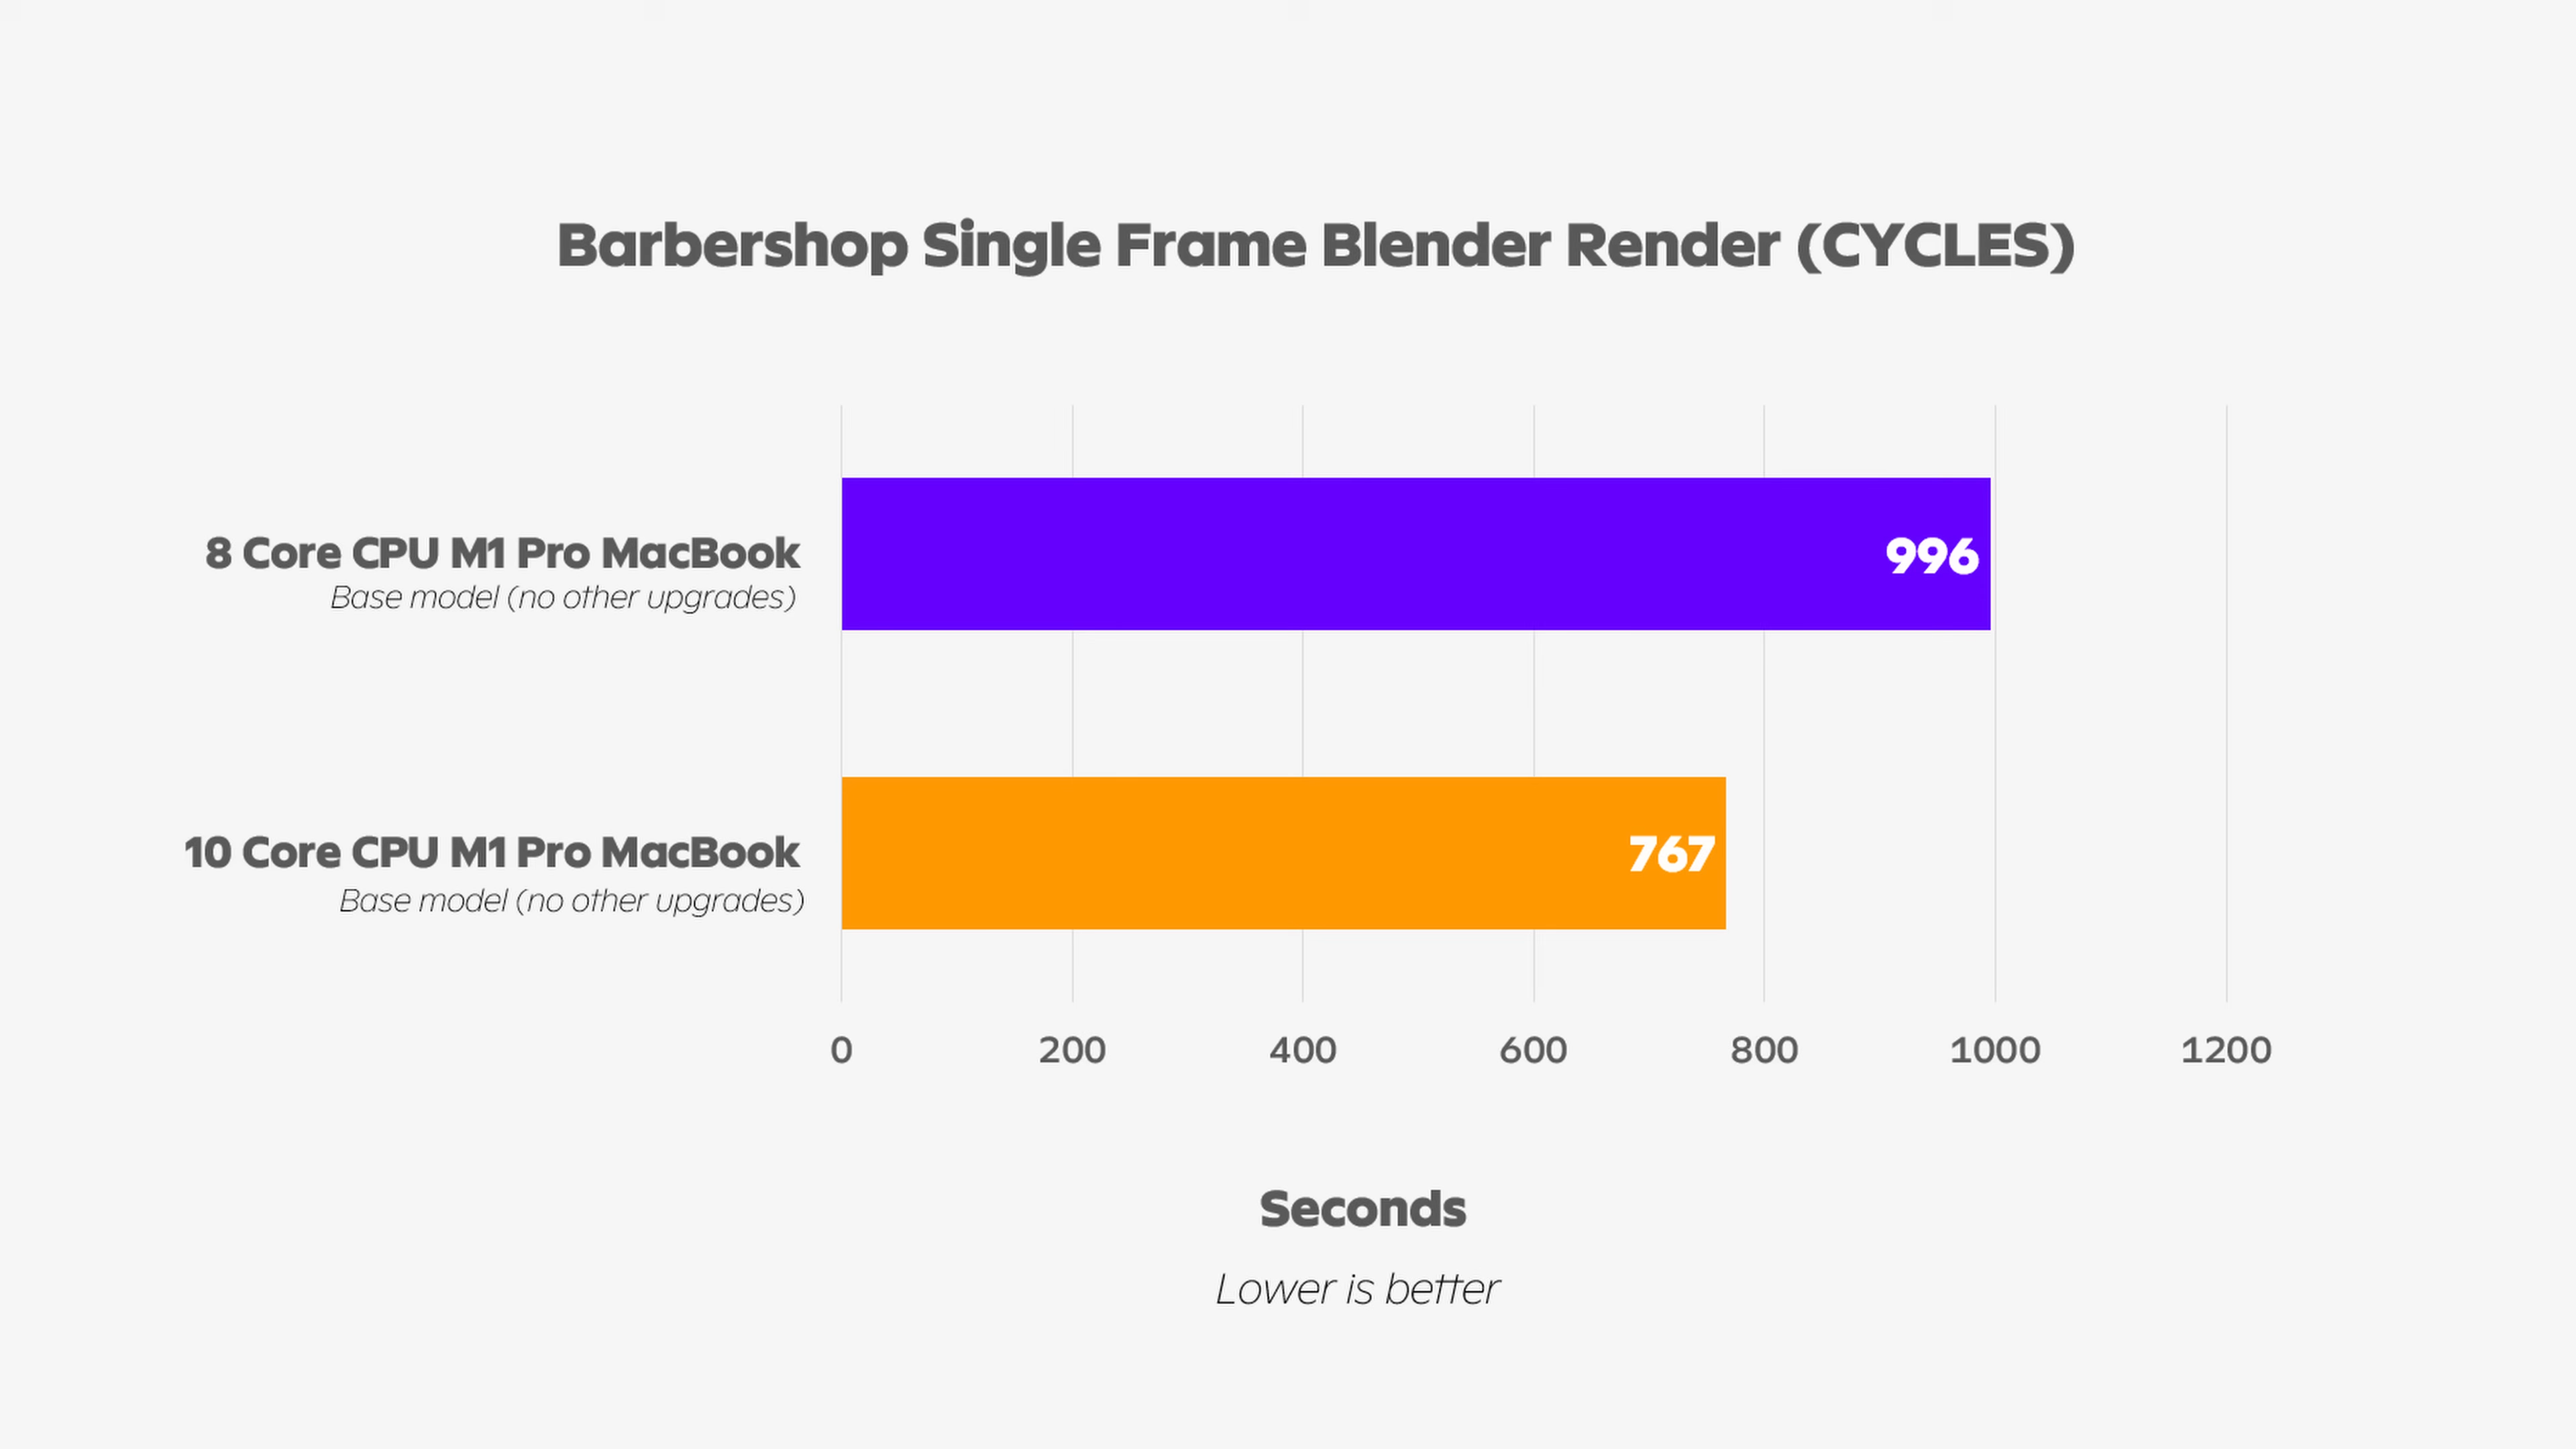 Barbershop Single Frame Blender Render (CYCLES)
8 Core CPU M1 Pro MacBook
Base model (no other upgrades)
996
10 Core CPU M1 Pro MacBook
Base model (no other upgrades)
767
0 200 400 600 800 1000 1200
Seconds
Lower is better